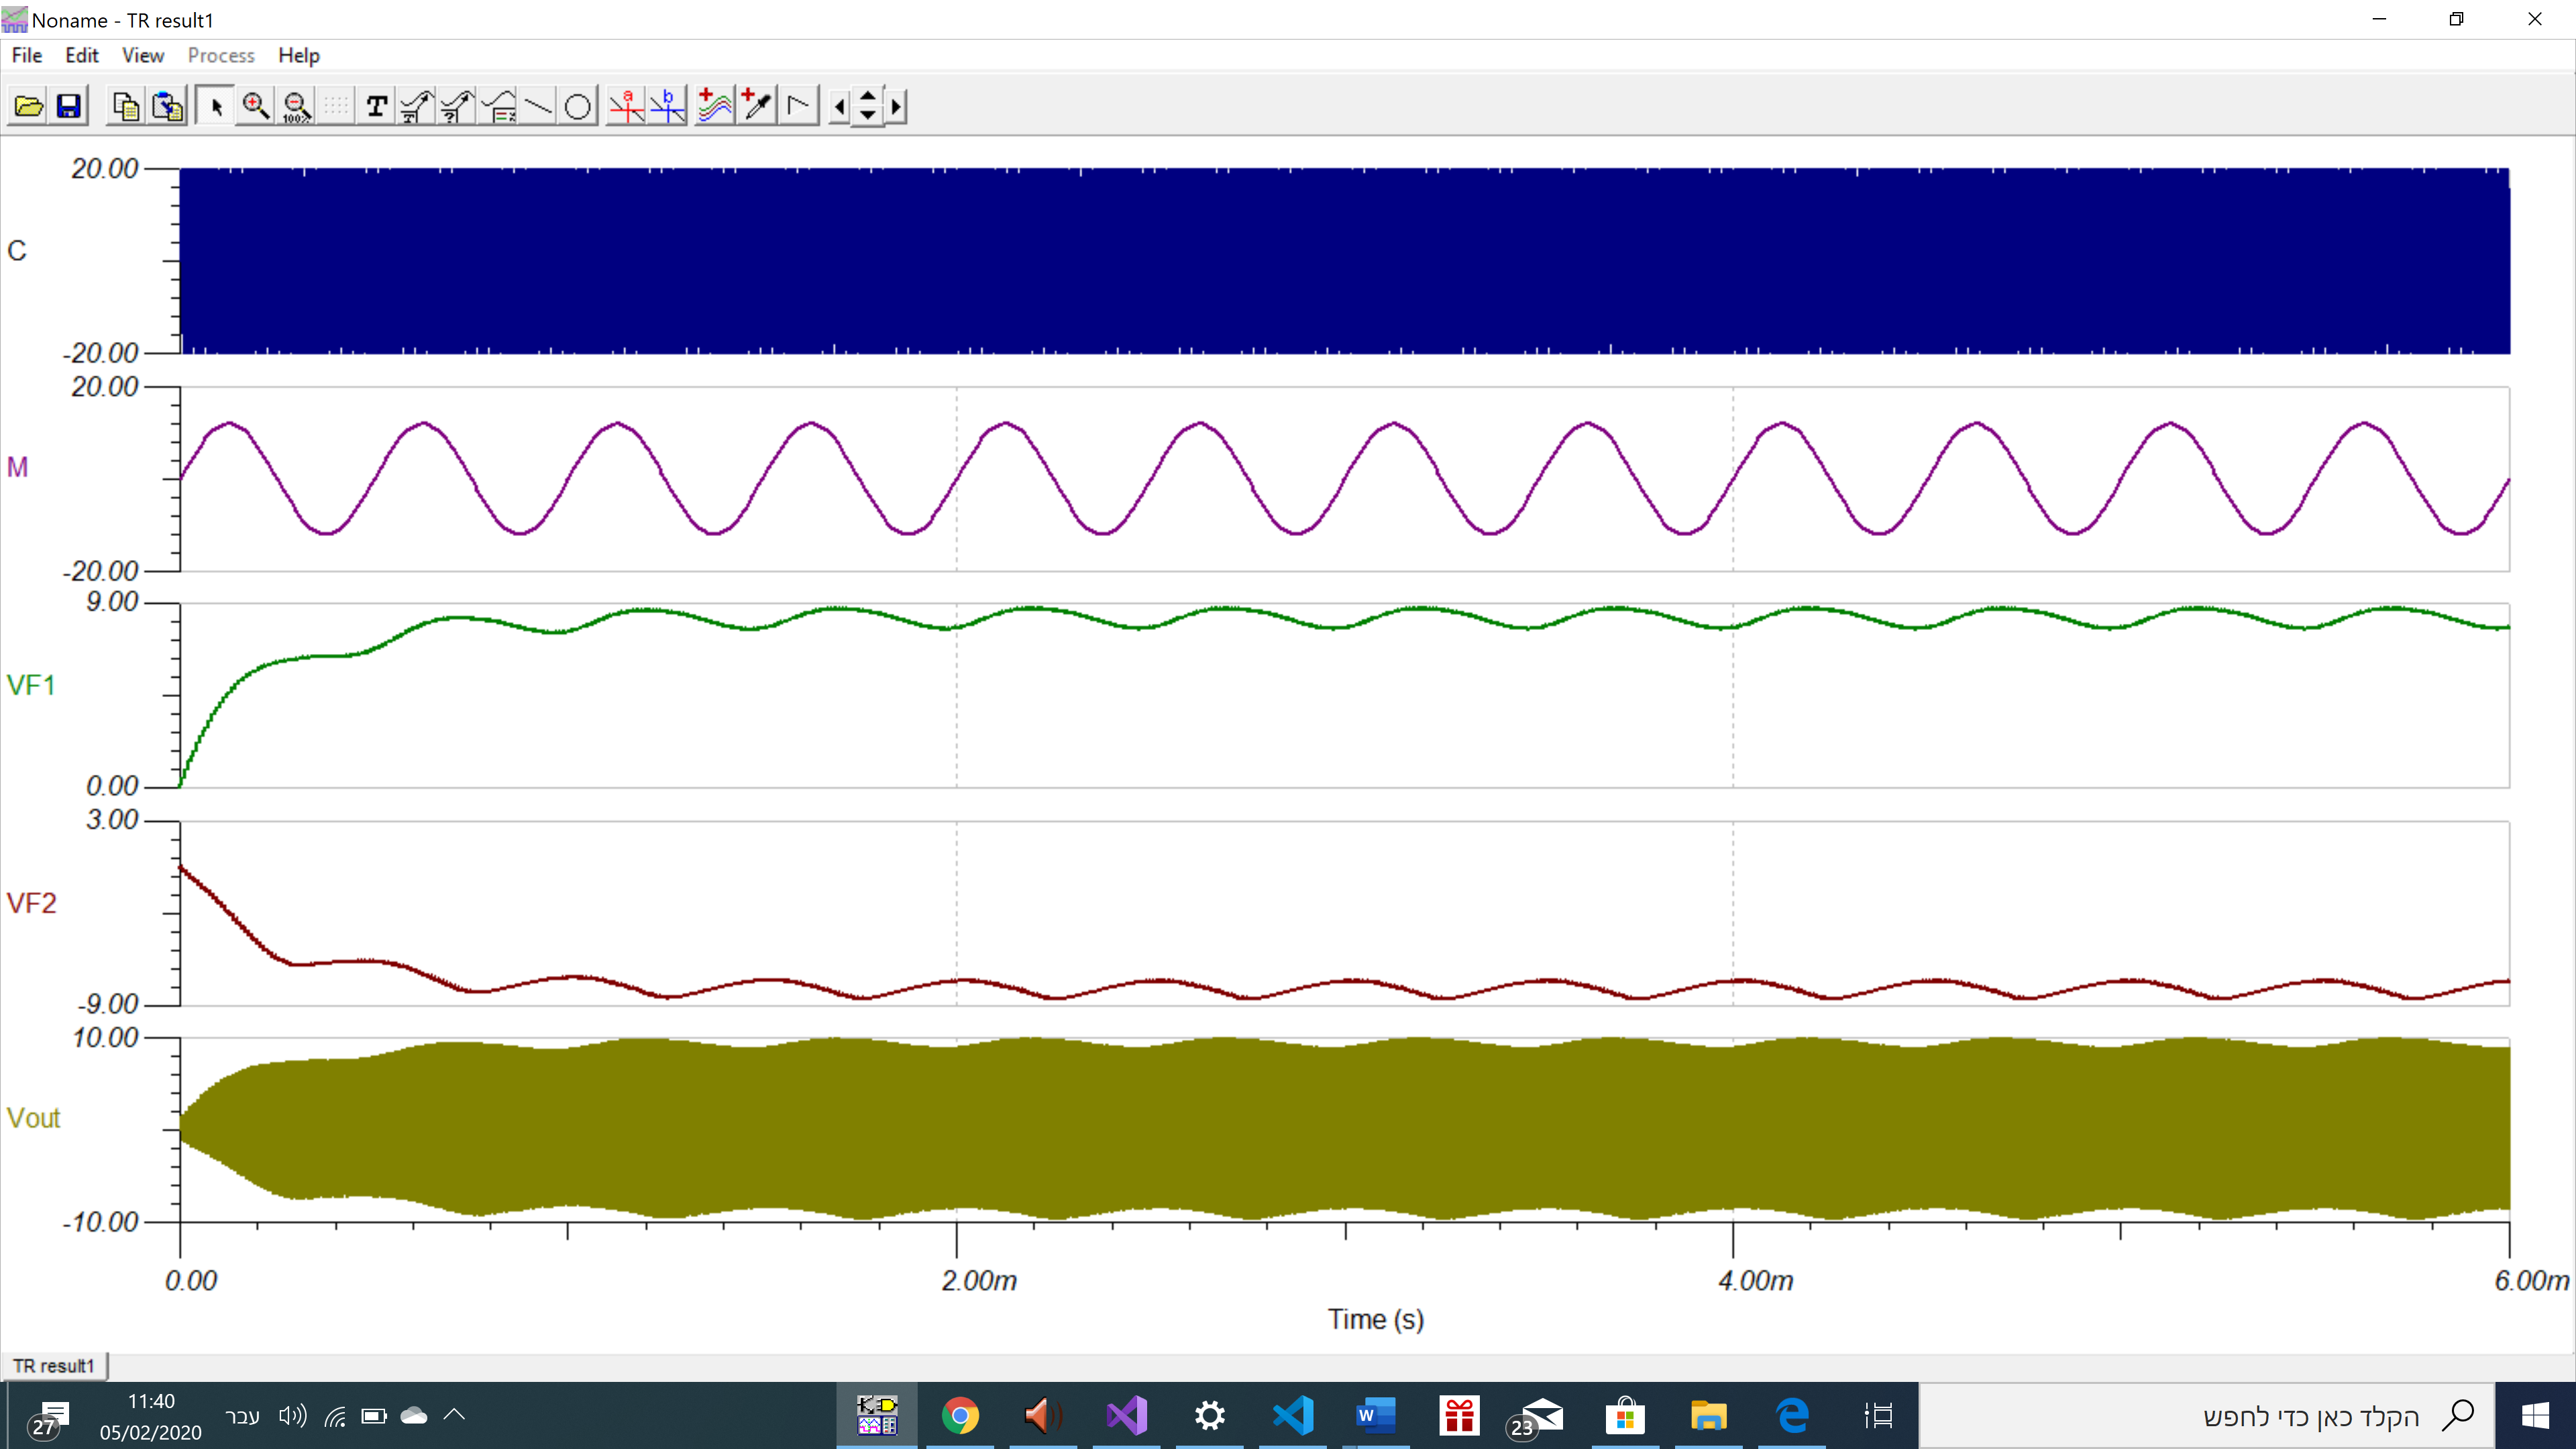 Noneame - TR result1
File Edit View Process Help
T 100% T ? a b
20.00
C
-20.00
20.00
M
-20.00
9.00
VF1
0.00
3.00
VF2
-9.00
10.00
Vout
-10.00
0.00 2.00m 4.00m 6.00m
Time (s)
TR result1
27
11:40
05/02/2020
עבר
W
23
הקלד כאן כדי לחפש